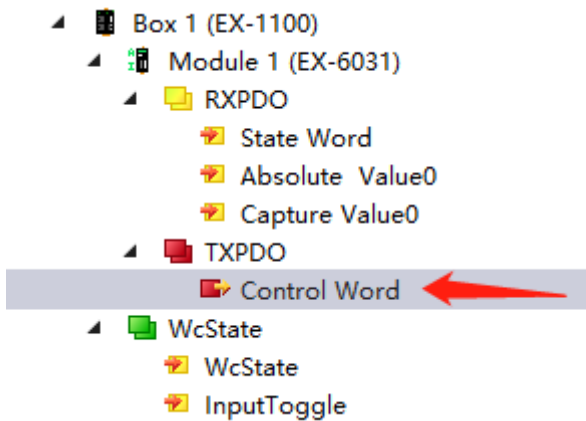 Box 1 (EX-1100)
Module 1 (EX-6031)
RXPDO
State Word
Absolute  Value0
Capture Value0
TXPDO
Control Word
WcState
WcState
InputToggle